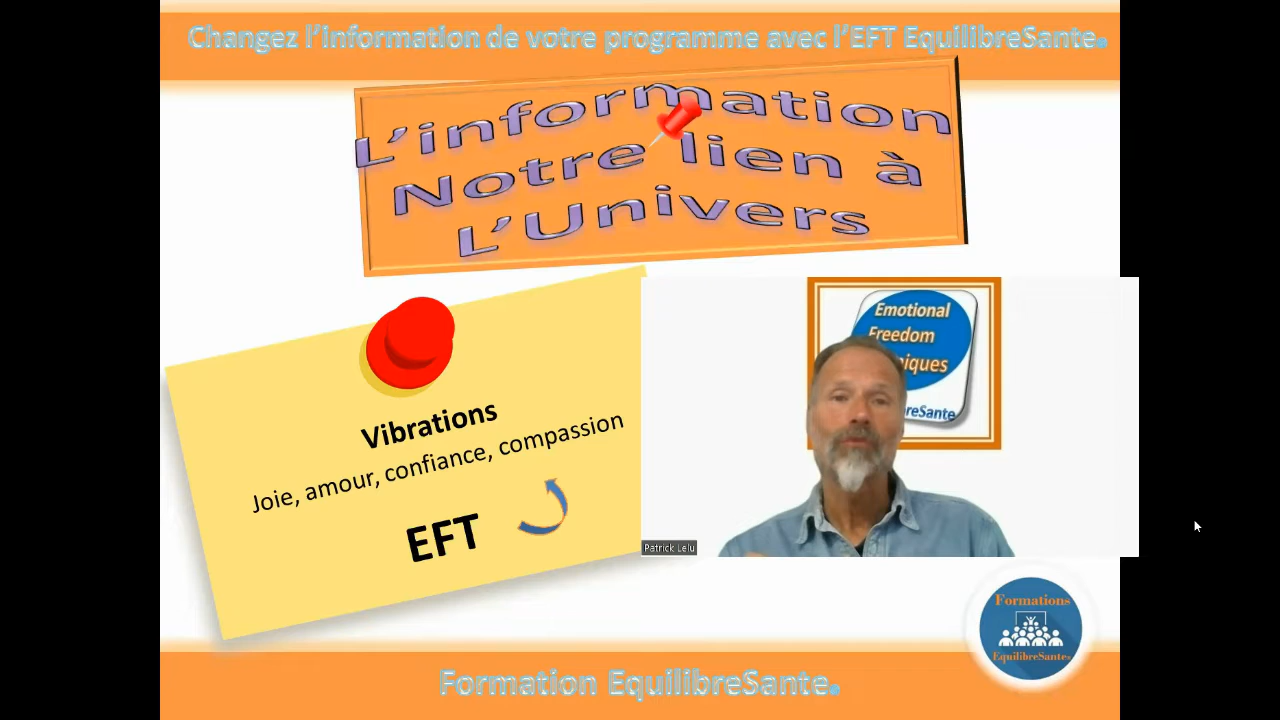 Changez l'information de votre programme avec l'EFT EquilibreSante.
L'information
Notre lien à
L'Univers
Vibrations
Joie, amour, confiance, compassion
EFT
Emotional
Freedom
Patrick Lelu
Formations
EquilibreSante.
Formation EquilibreSante.